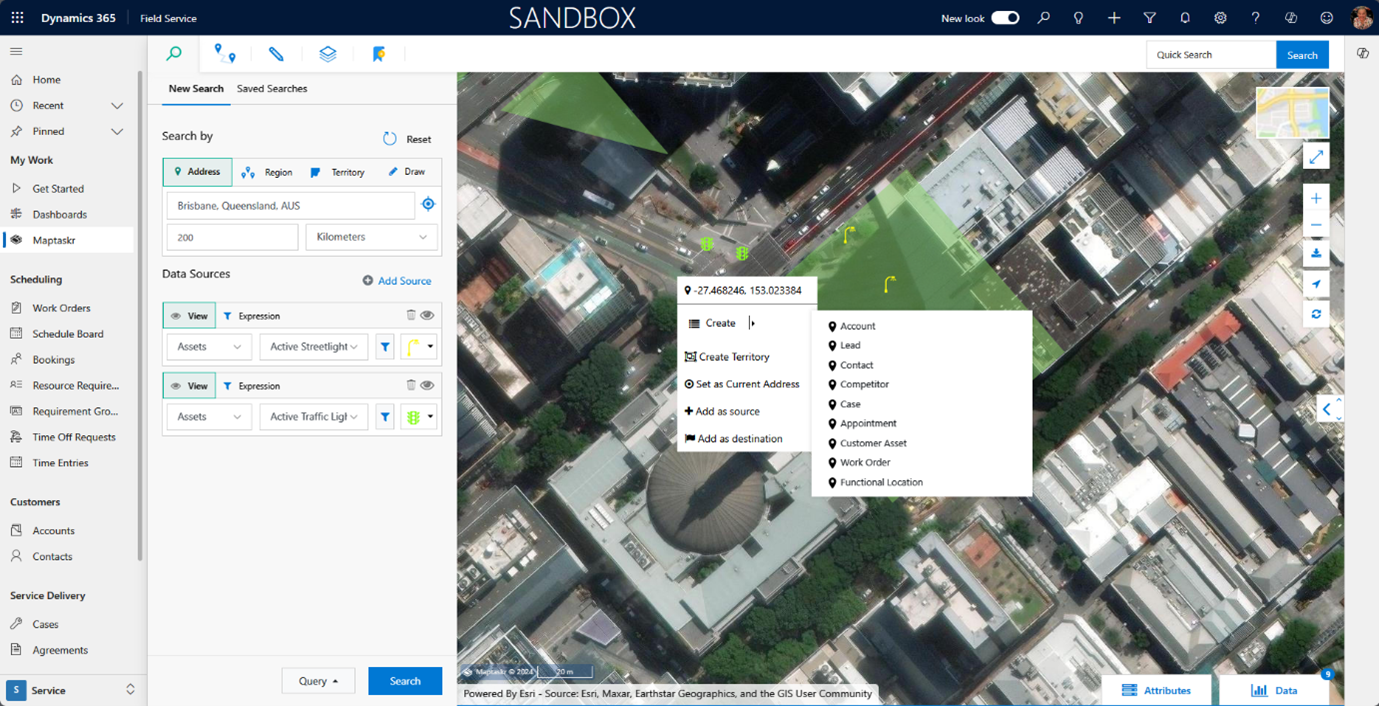 Dynamics 365
Field Service
SANDBOX
New look
Home
Recent
Pinned
My Work
Get Started
Dashboards
Maptaskr
Scheduling
Work Orders
Schedule Board
Bookings
Resource Require...
Requirement Gro...
Time Off Requests
Time Entries
Customers
Accounts
Contacts
Service Delivery
Cases
Agreements
S Service
New Search Saved Searches
Search by
Reset
Address Region Territory Draw
Brisbane, Queensland, AUS
200 Kilometers
Data Sources
Add Source
View Expression
Assets Active Streetlight
View Expression
Assets Active Traffic Ligh
Query Search
Quick Search Search
-27.468246, 153.023384
Create
Create Territory
Set as Current Address
Add as source
Add as destination
Account
Lead
Contact
Competitor
Case
Appointment
Customer Asset
Work Order
Functional Location
Maptaskr © 2024 20 m
Powered By Esri - Source: Esri, Maxar, Earthstar Geographics, and the GIS User Community
Attributes
Data
9